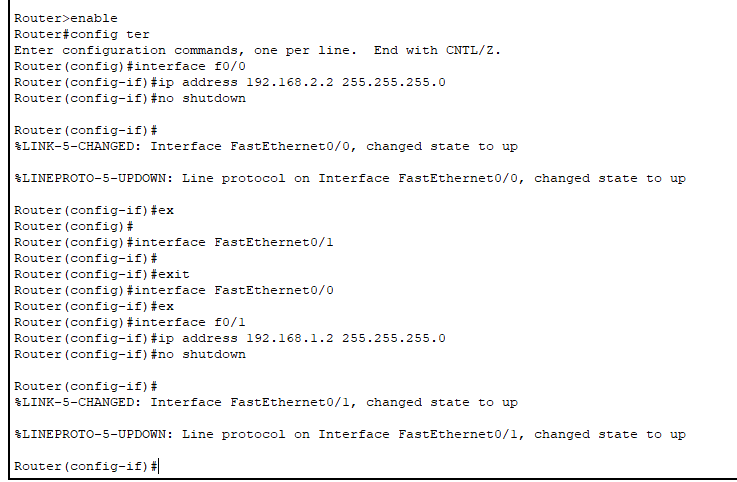 Router>enable
Router#config ter
Enter configuration commands, one per line.  End with CNTL/Z.
Router(config)#interface f0/0
Router(config-if)#ip address 192.168.2.2 255.255.255.0
Router(config-if)#no shutdown

Router(config-if)#
%LINK-5-CHANGED: Interface FastEthernet0/0, changed state to up

%LINEPROTO-5-UPDOWN: Line protocol on Interface FastEthernet0/0, changed state to up

Router(config-if)#ex
Router(config)#
Router(config)#interface FastEthernet0/1
Router(config-if)#
Router(config-if)#exit
Router(config)#interface FastEthernet0/0
Router(config-if)#ex
Router(config)#interface f0/1
Router(config-if)#ip address 192.168.1.2 255.255.255.0
Router(config-if)#no shutdown

Router(config-if)#
%LINK-5-CHANGED: Interface FastEthernet0/1, changed state to up

%LINEPROTO-5-UPDOWN: Line protocol on Interface FastEthernet0/1, changed state to up

Router(config-if)#